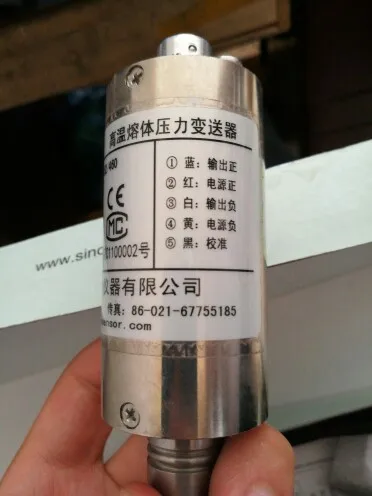 高温熔体压力变送器
460
① 蓝：输出正
② 红：电源正
③ 白：输出负
④ 黄：电源负
⑤ 黑：校准
CE
MC
100002号
www.sinc
仪器有限公司
传真：86-021-67755185
ensor.com